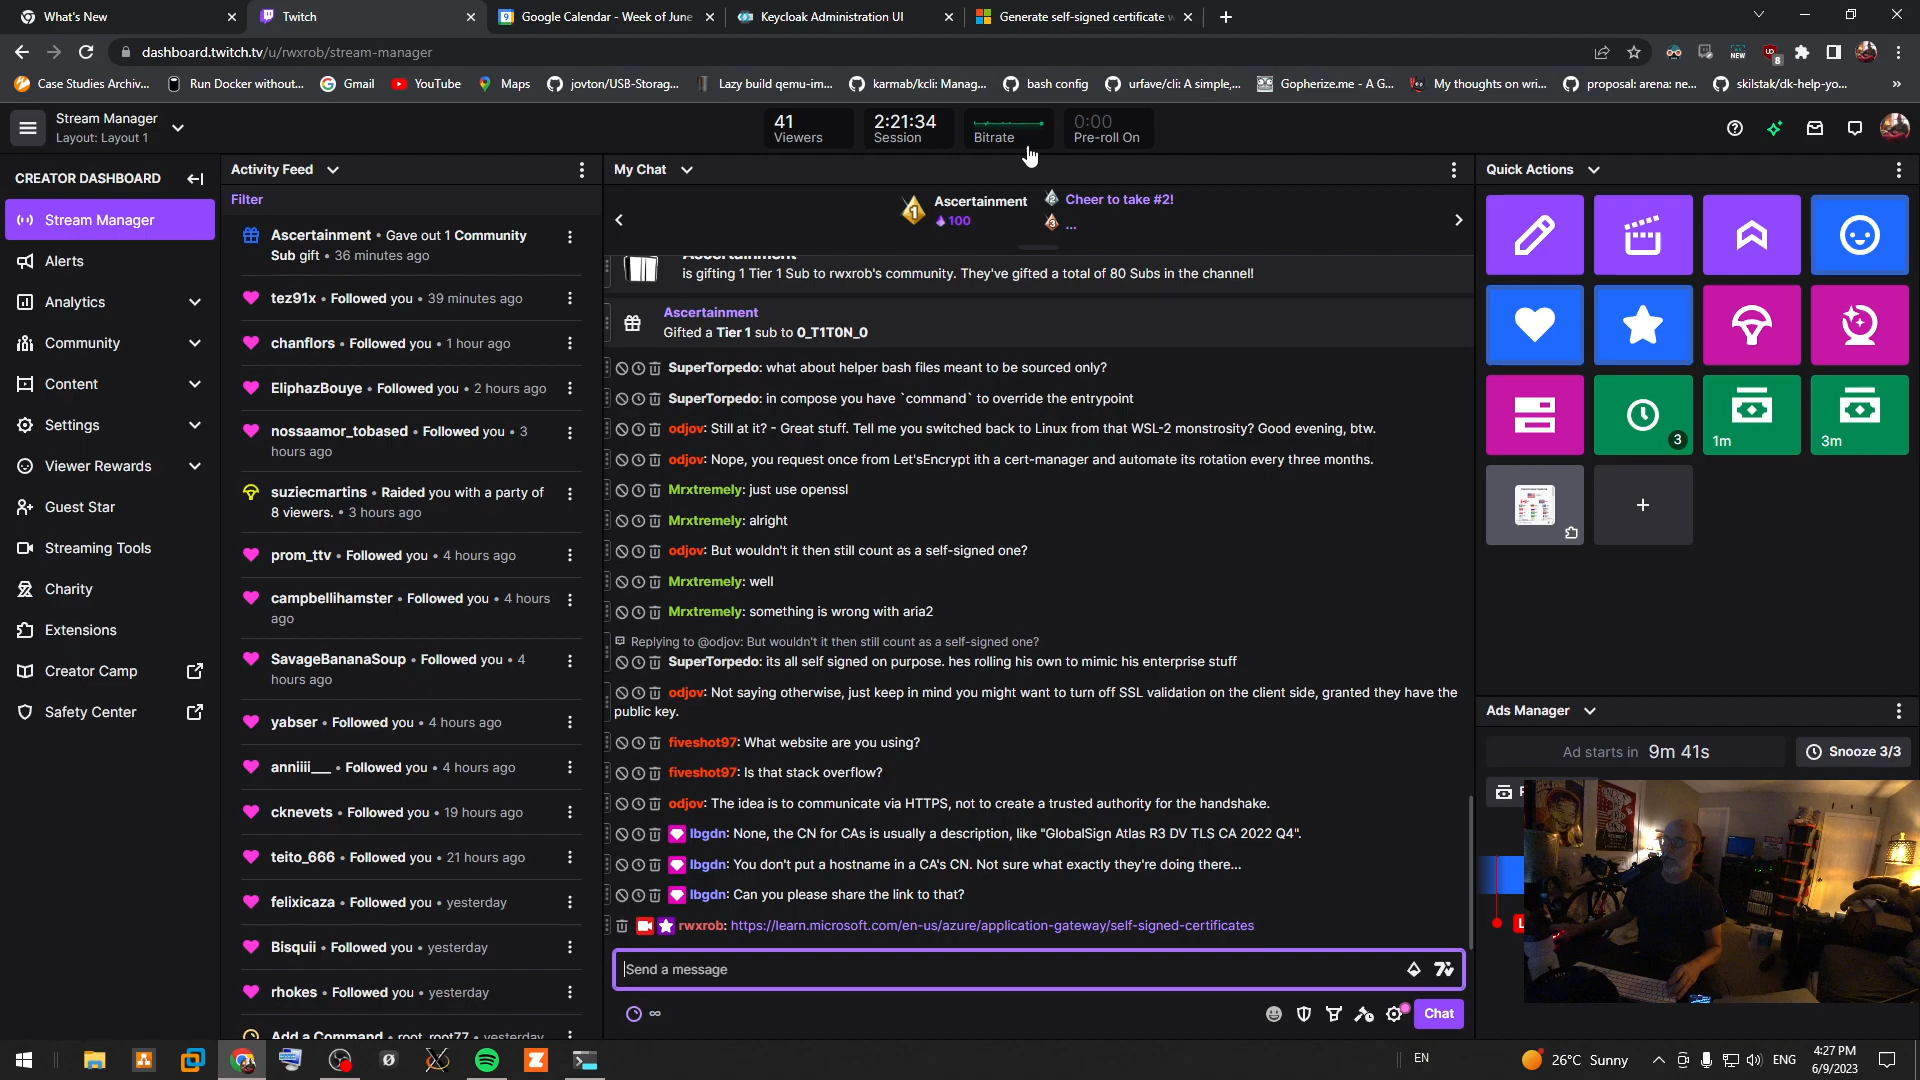 What's New
Twitch
Google Calendar - Week of June
Keycloak Administration UI
Generate self-signed certificate w
dashboard.twitch.tv/u/rwxrob/stream-manager
NEW
8
Case Studies Archiv...
Run Docker without...
Gmail
YouTube
Maps
jovton/USB-Storag...
Lazy build qemu-im...
karmab/kcli: Manag...
bash config
urfave/cli: A simple,...
Gopherize.me - A G...
My thoughts on wri...
proposal: arena: ne...
skilstak/dk-help-yo...
»
Stream Manager
Layout: Layout 1
41
Viewers
2:21:34
Session
Bitrate
0:00
Pre-roll On
CREATOR DASHBOARD
Stream Manager
Alerts
Analytics
Community
Content
Settings
Viewer Rewards
Guest Star
Streaming Tools
Charity
Extensions
Creator Camp
Safety Center
Activity Feed
Filter
Ascertainment • Gave out 1 Community
Sub gift • 36 minutes ago
tez91x • Followed you • 39 minutes ago
chanflors • Followed you • 1 hour ago
EliphazBouye • Followed you • 2 hours ago
nossaamor_tobased • Followed you • 3
hours ago
suziecmartins • Raided you with a party of
8 viewers. • 3 hours ago
prom_ttv • Followed you • 4 hours ago
campbellihamster • Followed you • 4 hours
ago
SavageBananaSoup • Followed you • 4
hours ago
yabser • Followed you • 4 hours ago
anniiii___ • Followed you • 4 hours ago
cknevets • Followed you • 19 hours ago
teito_666 • Followed you • 21 hours ago
felixicaza • Followed you • yesterday
Bisquii • Followed you • yesterday
rhokes • Followed you • yesterday
Add a Command • root_root77 • yesterday
My Chat
1
Ascertainment
100
2
Cheer to take #2!
3
...
Ascertainment
is gifting 1 Tier 1 Sub to rwxrob's community. They've gifted a total of 80 Subs in the channel!
Ascertainment
Gifted a Tier 1 sub to 0_T1T0N_0
SuperTorpedo: what about helper bash files meant to be sourced only?
SuperTorpedo: in compose you have `command` to override the entrypoint
odjov: Still at it? - Great stuff. Tell me you switched back to Linux from that WSL-2 monstrosity? Good evening, btw.
odjov: Nope, you request once from Let'sEncrypt ith a cert-manager and automate its rotation every three months.
Mrxtremely: just use openssl
Mrxtremely: alright
odjov: But wouldn't it then still count as a self-signed one?
Mrxtremely: well
Mrxtremely: something is wrong with aria2
Replying to @odjov: But wouldn't it then still count as a self-signed one?
SuperTorpedo: its all self signed on purpose. hes rolling his own to mimic his enterprise stuff
odjov: Not saying otherwise, just keep in mind you might want to turn off SSL validation on the client side, granted they have the
public key.
fiveshot97: What website are you using?
fiveshot97: Is that stack overflow?
odjov: The idea is to communicate via HTTPS, not to create a trusted authority for the handshake.
lbgdn: None, the CN for CAs is usually a description, like "GlobalSign Atlas R3 DV TLS CA 2022 Q4".
lbgdn: You don't put a hostname in a CA's CN. Not sure what exactly they're doing there...
lbgdn: Can you please share the link to that?
rwxrob: https://learn.microsoft.com/en-us/azure/application-gateway/self-signed-certificates
Send a message
∞
Chat
Quick Actions
3
1m
3m
+
Ads Manager
Ad starts in 9m 41s
Snooze 3/3
EN
26°C Sunny
ENG
4:27 PM
6/9/2023